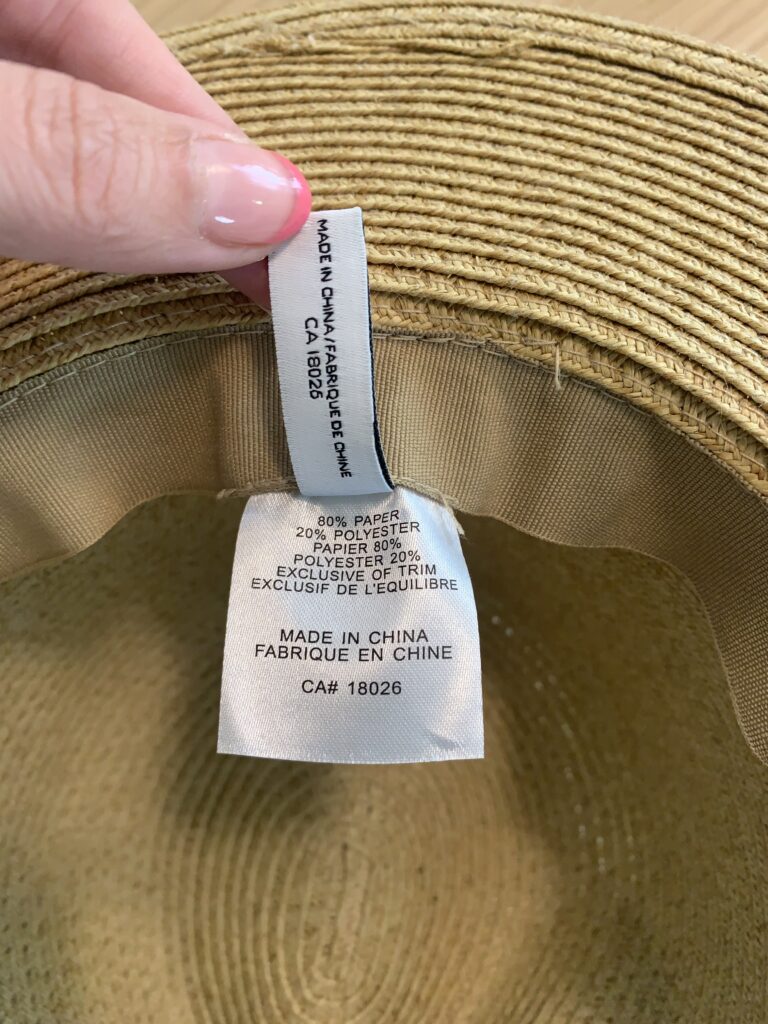 MADE IN CHINA/FABRIQUE DE CHINE
CA 18026
80% PAPER
20% POLYESTER
PAPIER 80%
POLYESTER 20%
EXCLUSIVE OF TRIM
EXCLUSIF DE L'EQUILIBRE
MADE IN CHINA
FABRIQUE EN CHINE
CA# 18026